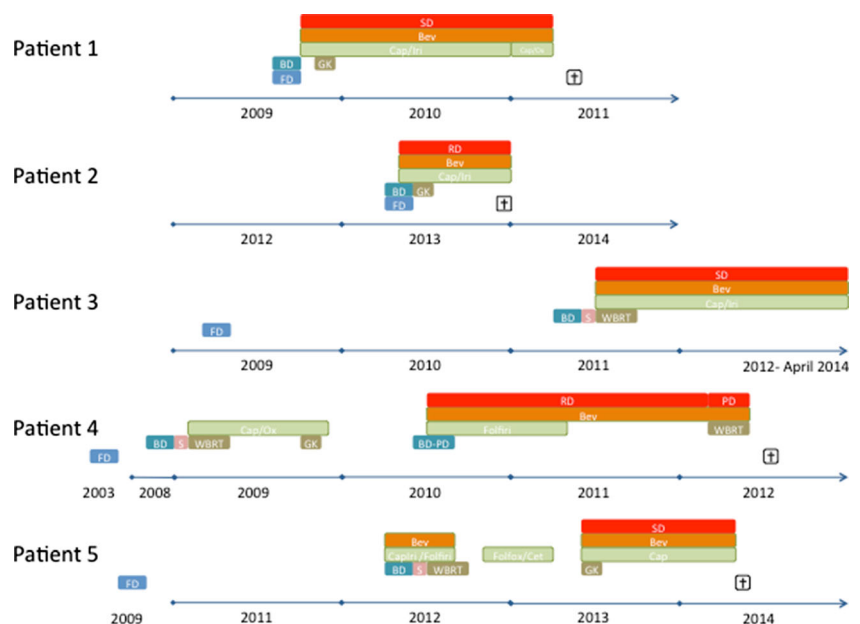 SD
Bev
Patient 1
Cap/Iri Cap/Ox
BD GK
FD
2009 2010 2011
RD
Patient 2
Bev
Cap/Iri
BD GK
FD
2012 2013 2014
SD
Patient 3
Bev
Cap/Iri
BD S WBRT
FD
2009 2010 2011 2012- April 2014
RD PD
Bev
Patient 4
Cap/Ox Folfiri WBRT
BD S WBRT GK BD-PD
FD
2003 2008 2009 2010 2011 2012
SD
Bev Bev
Patient 5
CapIri /Folfiri Folfox/Cet Cap
BD S WBRT GK
FD
2009 2011 2012 2013 2014